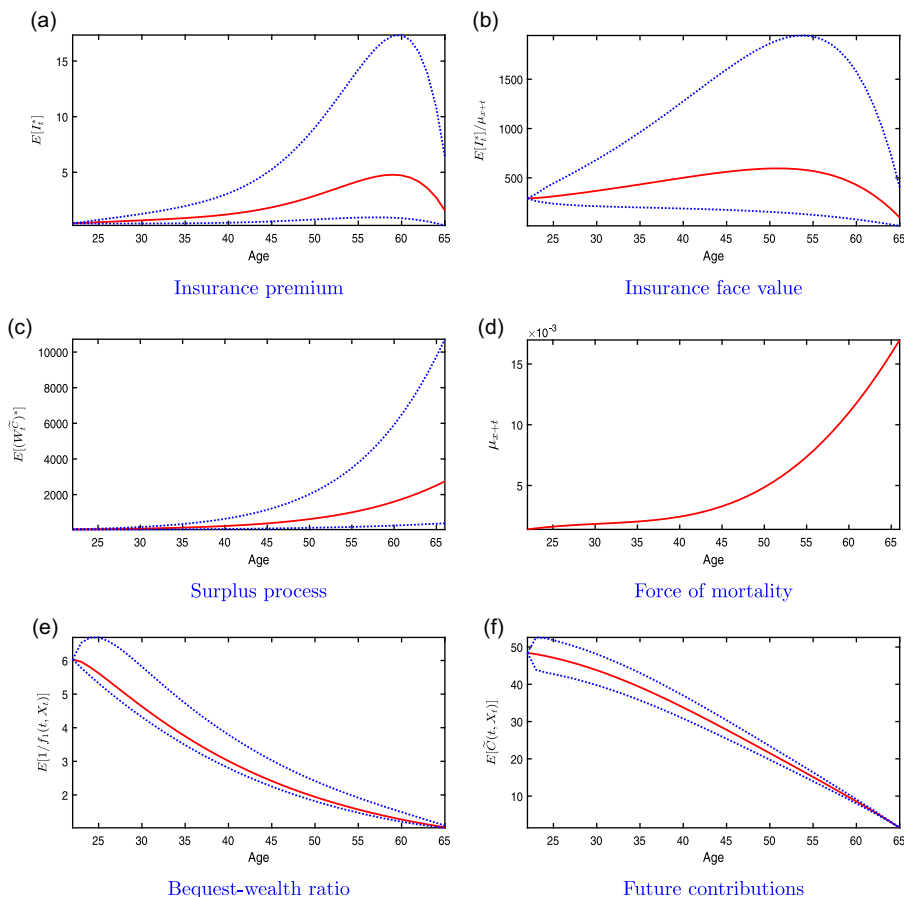 (a)
15
10
5
E[I*t]
25 30 35 40 45 50 55 60 65
Age
Insurance premium
(b)
1500
1000
500
E[I*t]/μx+t
25 30 35 40 45 50 55 60 65
Age
Insurance face value
(c)
10000
8000
6000
4000
2000
E[(W_t^C̃)*]
25 30 35 40 45 50 55 60 65
Age
Surplus process
(d)
×10^-3
15
10
5
μx+t
25 30 35 40 45 50 55 60 65
Age
Force of mortality
(e)
6
5
4
3
2
E[1/f1(t, Xt)]
25 30 35 40 45 50 55 60 65
Age
Bequest-wealth ratio
(f)
50
40
30
20
10
E[C̃(t, Xt)]
25 30 35 40 45 50 55 60 65
Age
Future contributions